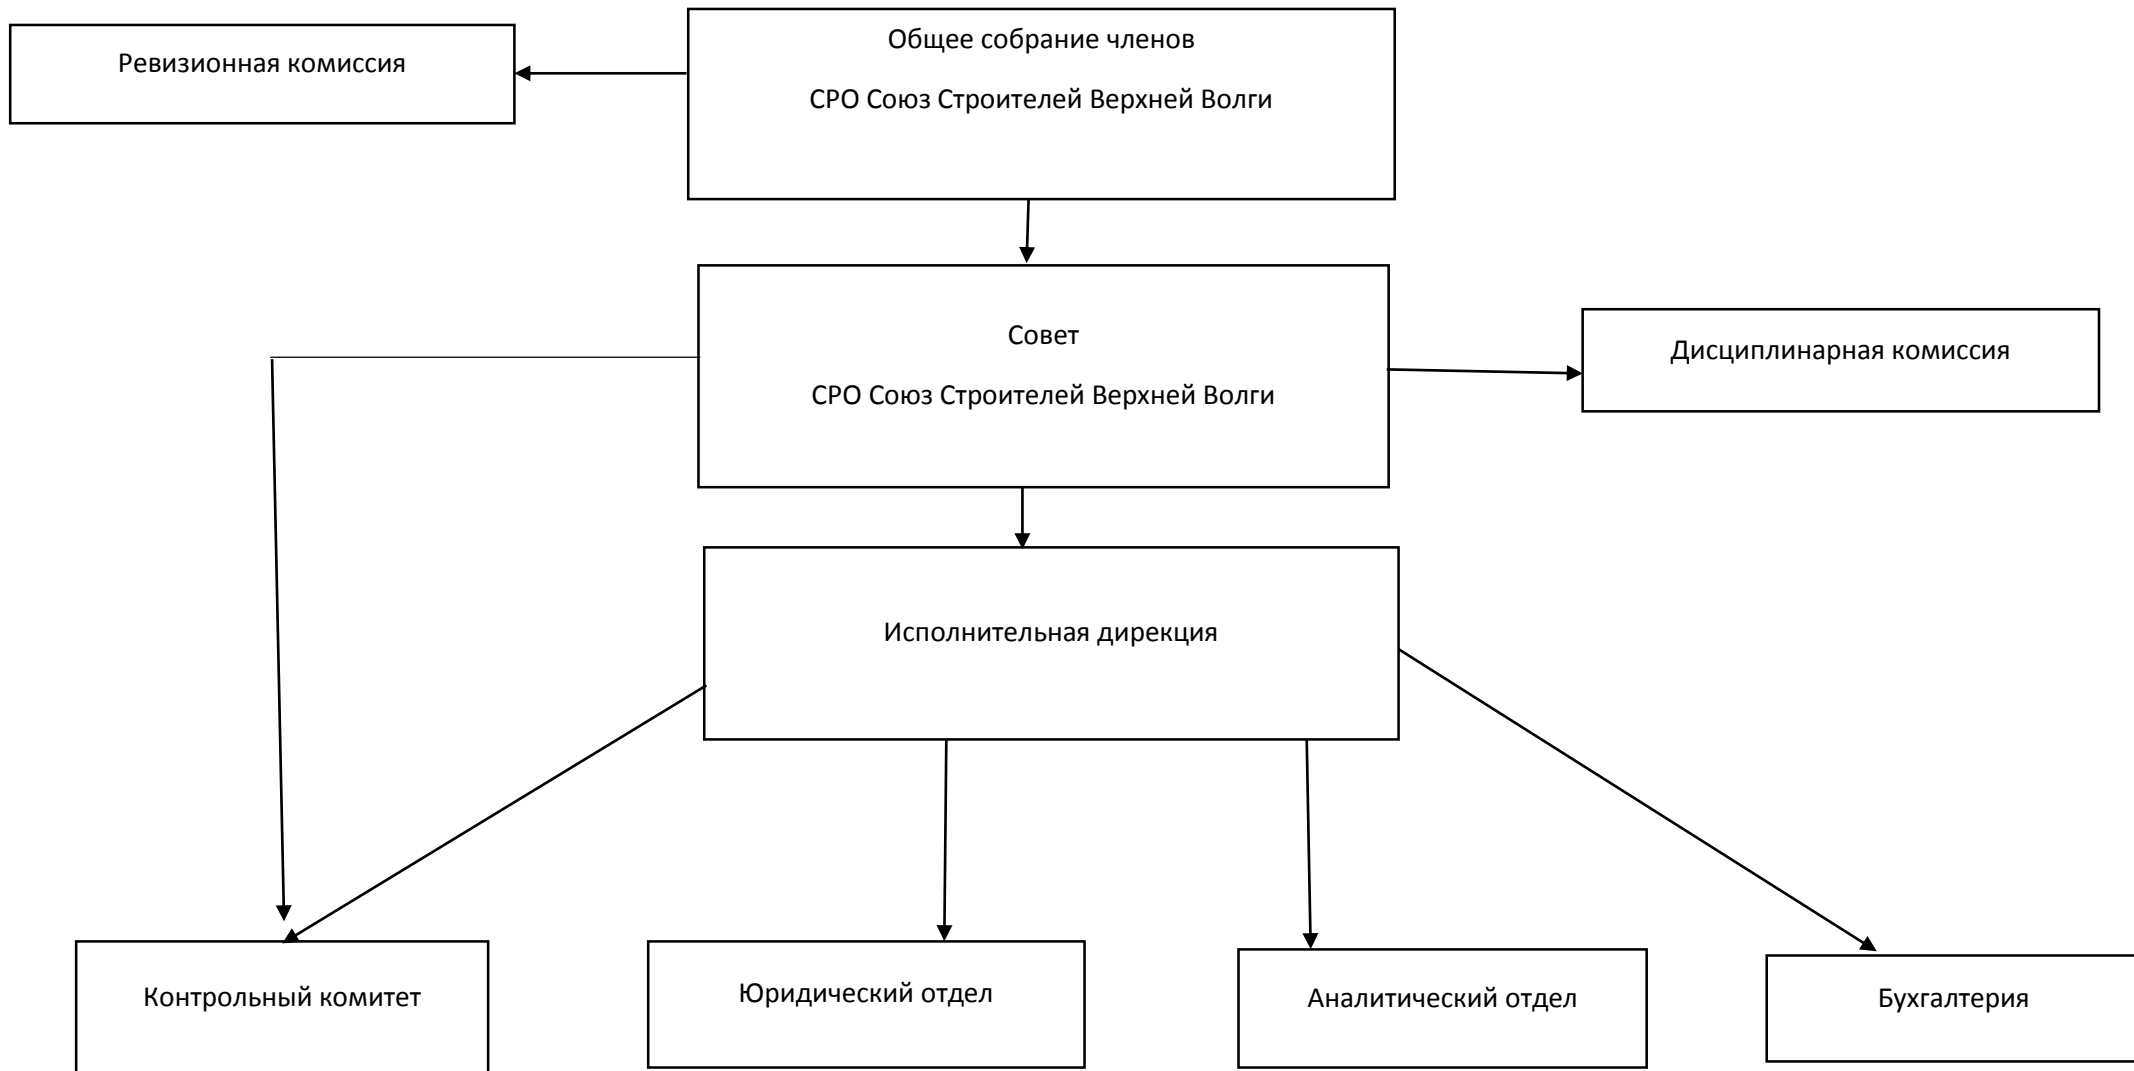 Общее собрание членов
СРО Союз Строителей Верхней Волги
Ревизионная комиссия
Совет
СРО Союз Строителей Верхней Волги
Дисциплинарная комиссия
Исполнительная дирекция
Контрольный комитет
Юридический отдел
Аналитический отдел
Бухгалтерия